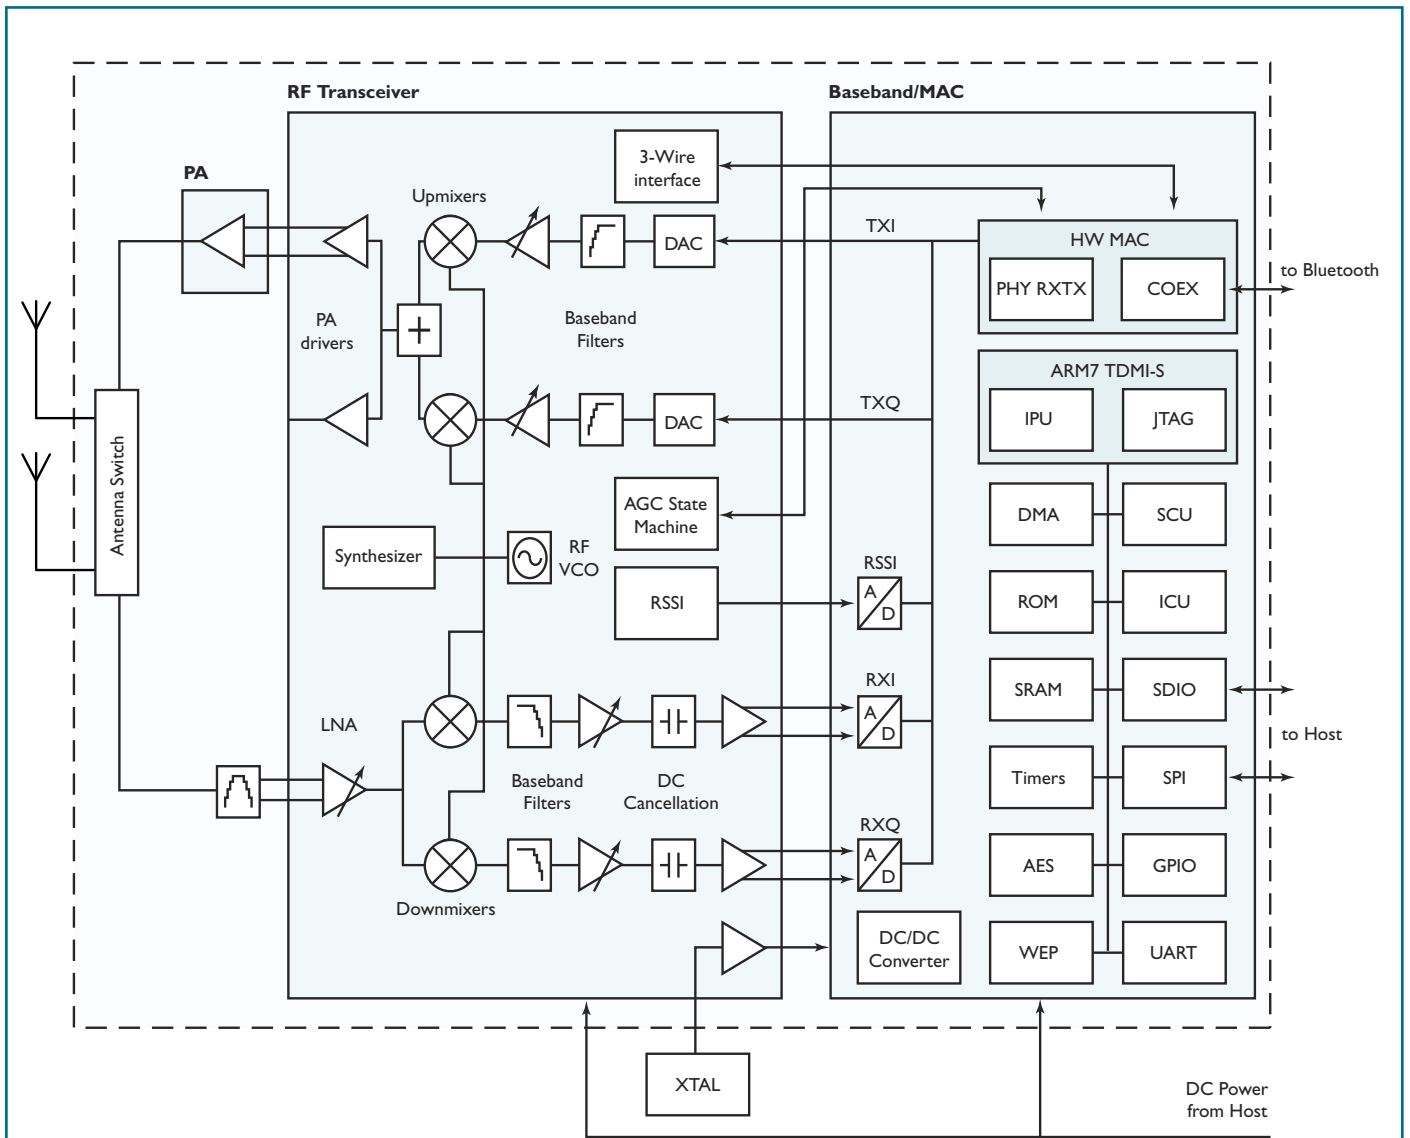 RF Transceiver
Baseband/MAC
3-Wire
interface
PA
Upmixers
DAC
TXI
HW MAC
PHY RXTX
COEX
to Bluetooth
PA
drivers
+
Baseband
Filters
ARM7 TDMI-S
IPU
JTAG
DAC
TXQ
Antenna Switch
AGC State
Machine
DMA
SCU
Synthesizer
RF
VCO
RSSI
RSSI
A
D
ROM
ICU
LNA
RXI
A
D
SRAM
SDIO
to Host
Baseband
Filters
DC
Cancellation
Timers
SPI
RXQ
A
D
AES
GPIO
Downmixers
DC/DC
Converter
WEP
UART
XTAL
DC Power
from Host